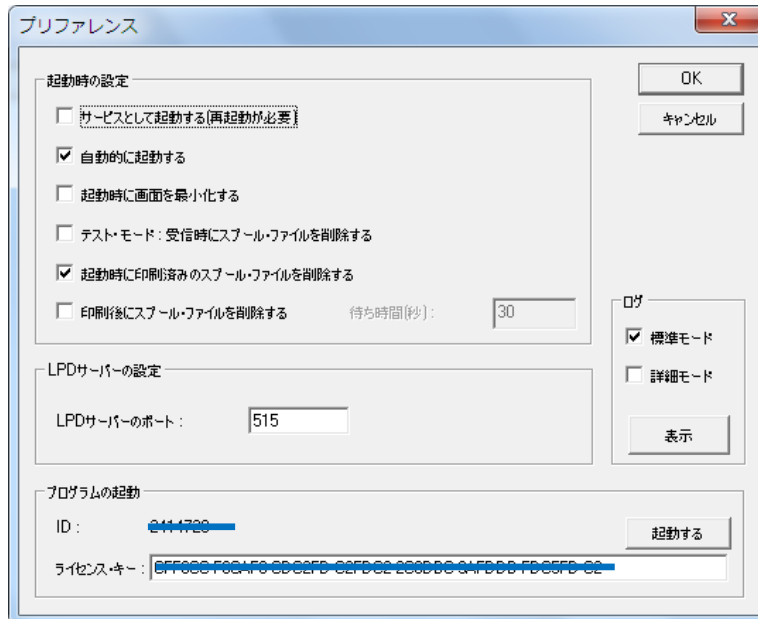 プリファレンス
起動時の設定
サービスとして起動する(再起動が必要)
自動的に起動する
起動時に画面を最小化する
テスト・モード : 受信時にスプール・ファイルを削除する
起動時に印刷済みのスプール・ファイルを削除する
印刷後にスプール・ファイルを削除する 待ち時間(秒) : 30
OK
キャンセル
ログ
標準モード
詳細モード
表示
LPDサーバーの設定
LPDサーバーのポート : 515
プログラムの起動
ID :
起動する
ライセンス・キー :